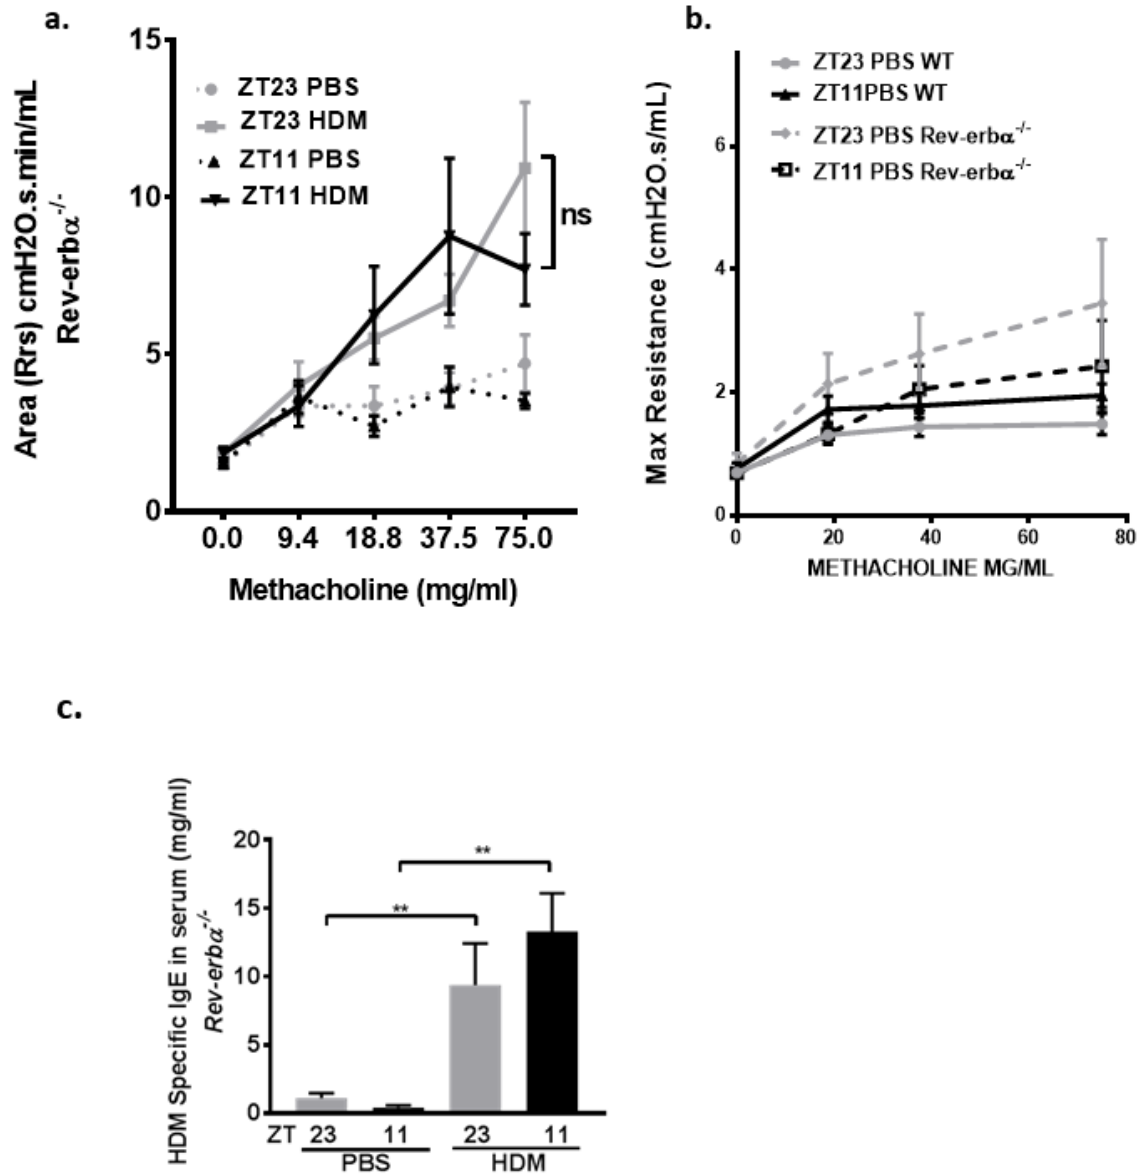 a.
Area (Rrs) cmH2O.s.min/mL
Rev-erbα-/-
15
10
5
0
ZT23 PBS
ZT23 HDM
ZT11 PBS
ZT11 HDM
ns
0.0 9.4 18.8 37.5 75.0
Methacholine (mg/ml)
b.
Max Resistance (cmH2O.s/mL)
6
4
2
0
ZT23 PBS WT
ZT11PBS WT
ZT23 PBS Rev-erbα-/-
ZT11 PBS Rev-erbα-/-
0 20 40 60 80
METHACHOLINE MG/ML
c.
HDM Specific IgE in serum (mg/ml)
Rev-erbα-/-
20
15
10
5
0
**
**
ZT 23 11 23 11
PBS HDM